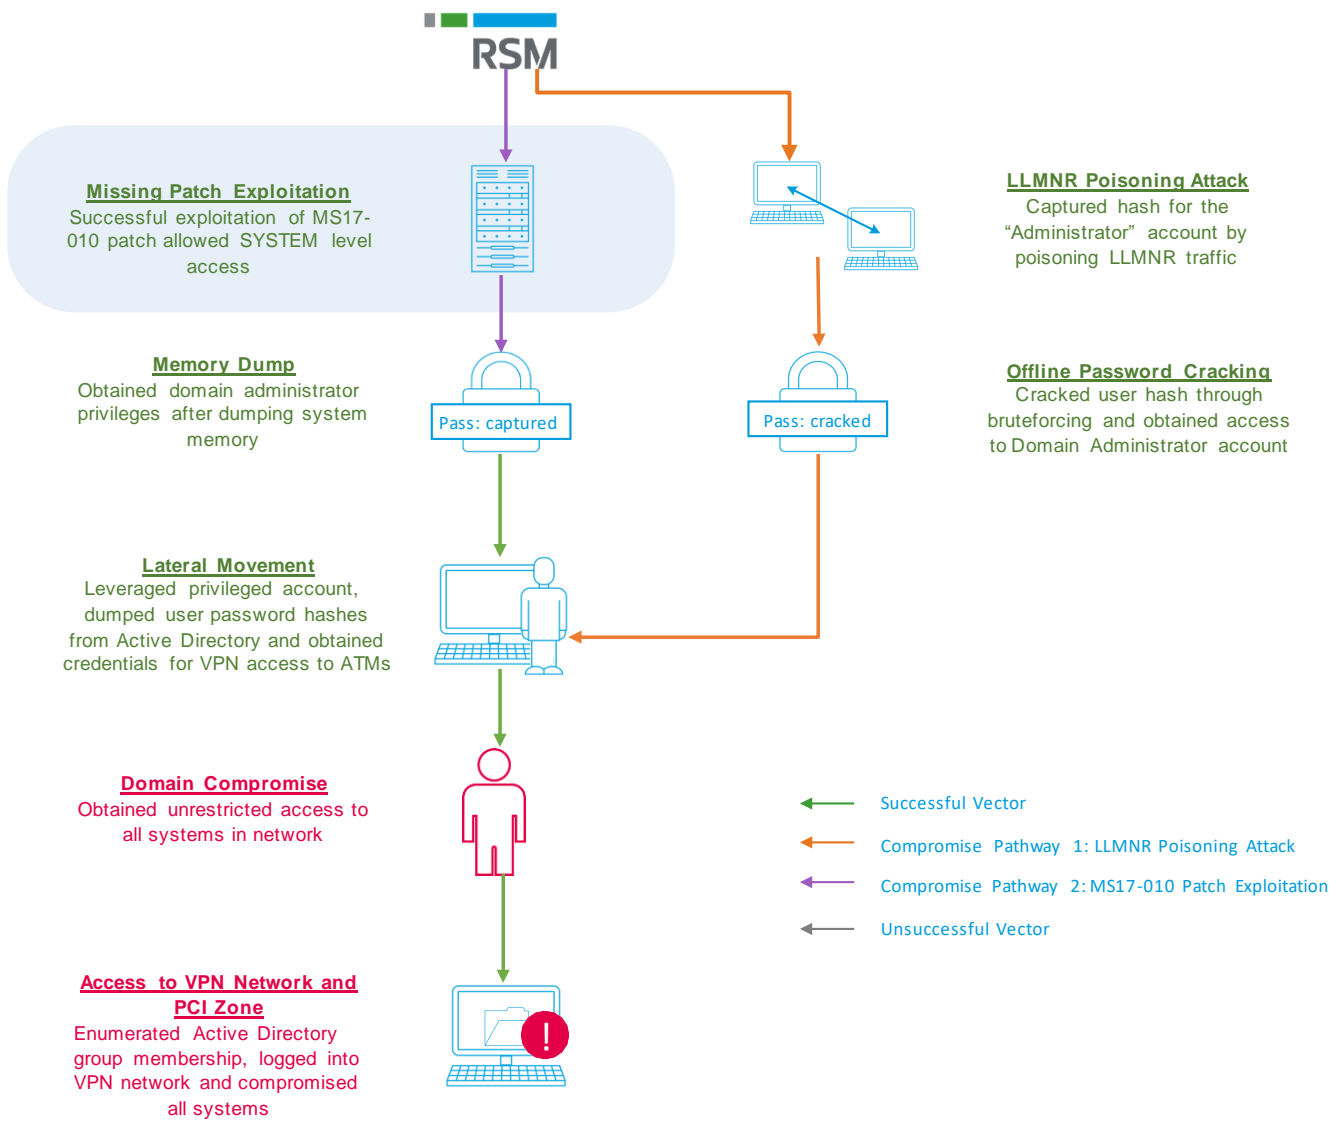 RSM
Missing Patch Exploitation
Successful exploitation of MS17-
010 patch allowed SYSTEM level
access
LLMNR Poisoning Attack
Captured hash for the
“Administrator” account by
poisoning LLMNR traffic
Memory Dump
Obtained domain administrator
privileges after dumping system
memory
Pass: captured
Pass: cracked
Offline Password Cracking
Cracked user hash through
bruteforcing and obtained access
to Domain Administrator account
Lateral Movement
Leveraged privileged account,
dumped user password hashes
from Active Directory and obtained
credentials for VPN access to ATMs
Domain Compromise
Obtained unrestricted access to
all systems in network
Successful Vector
Compromise Pathway 1: LLMNR Poisoning Attack
Compromise Pathway 2: MS17-010 Patch Exploitation
Unsuccessful Vector
Access to VPN Network and
PCI Zone
Enumerated Active Directory
group membership, logged into
VPN network and compromised
all systems
!